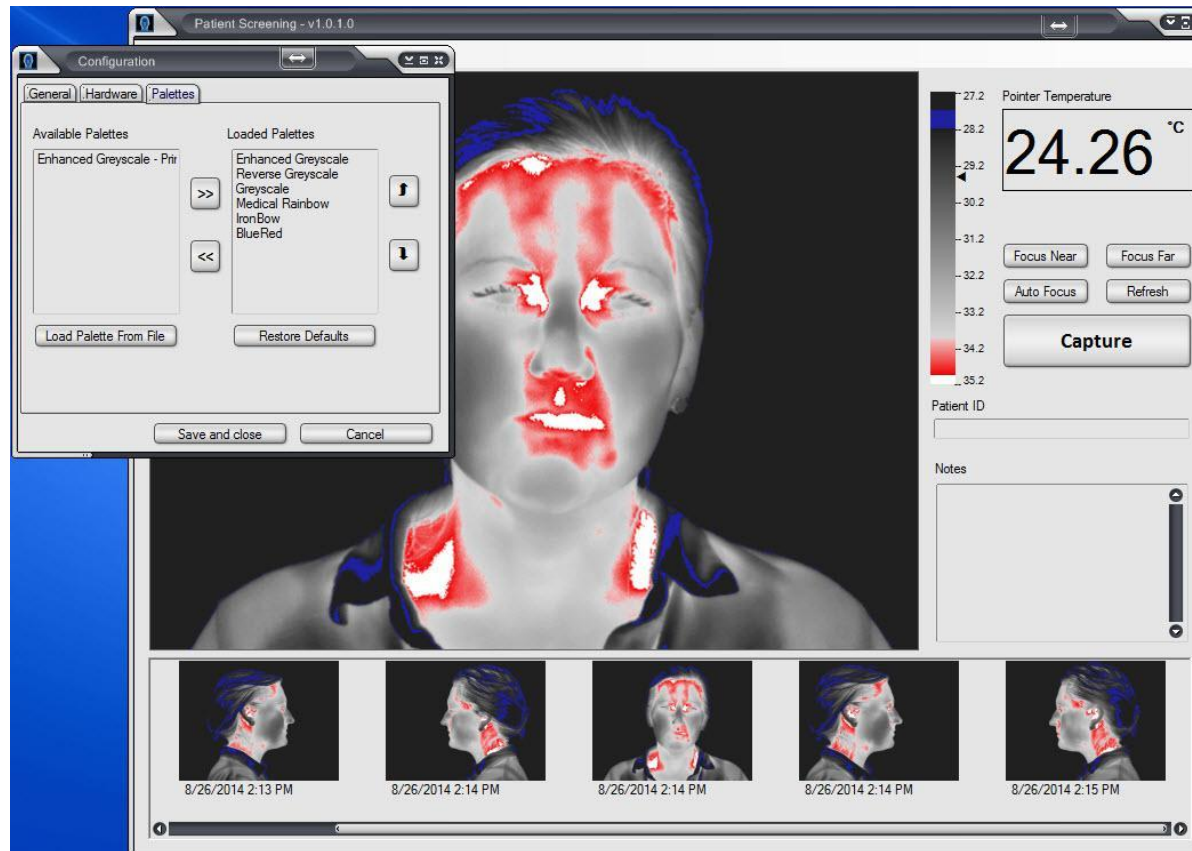 Patient Screening - v1.0.1.0
Configuration
General Hardware Palettes
Available Palettes
Enhanced Greyscale - Prir
Loaded Palettes
Enhanced Greyscale
Reverse Greyscale
Greyscale
Medical Rainbow
IronBow
BlueRed
>>
<<
Load Palette From File
Restore Defaults
Save and close
Cancel
27.2
28.2
29.2
30.2
31.2
32.2
33.2
34.2
35.2
Pointer Temperature
24.26 °C
Focus Near
Focus Far
Auto Focus
Refresh
Capture
Patient ID
Notes
8/26/2014 2:13 PM
8/26/2014 2:14 PM
8/26/2014 2:14 PM
8/26/2014 2:14 PM
8/26/2014 2:15 PM